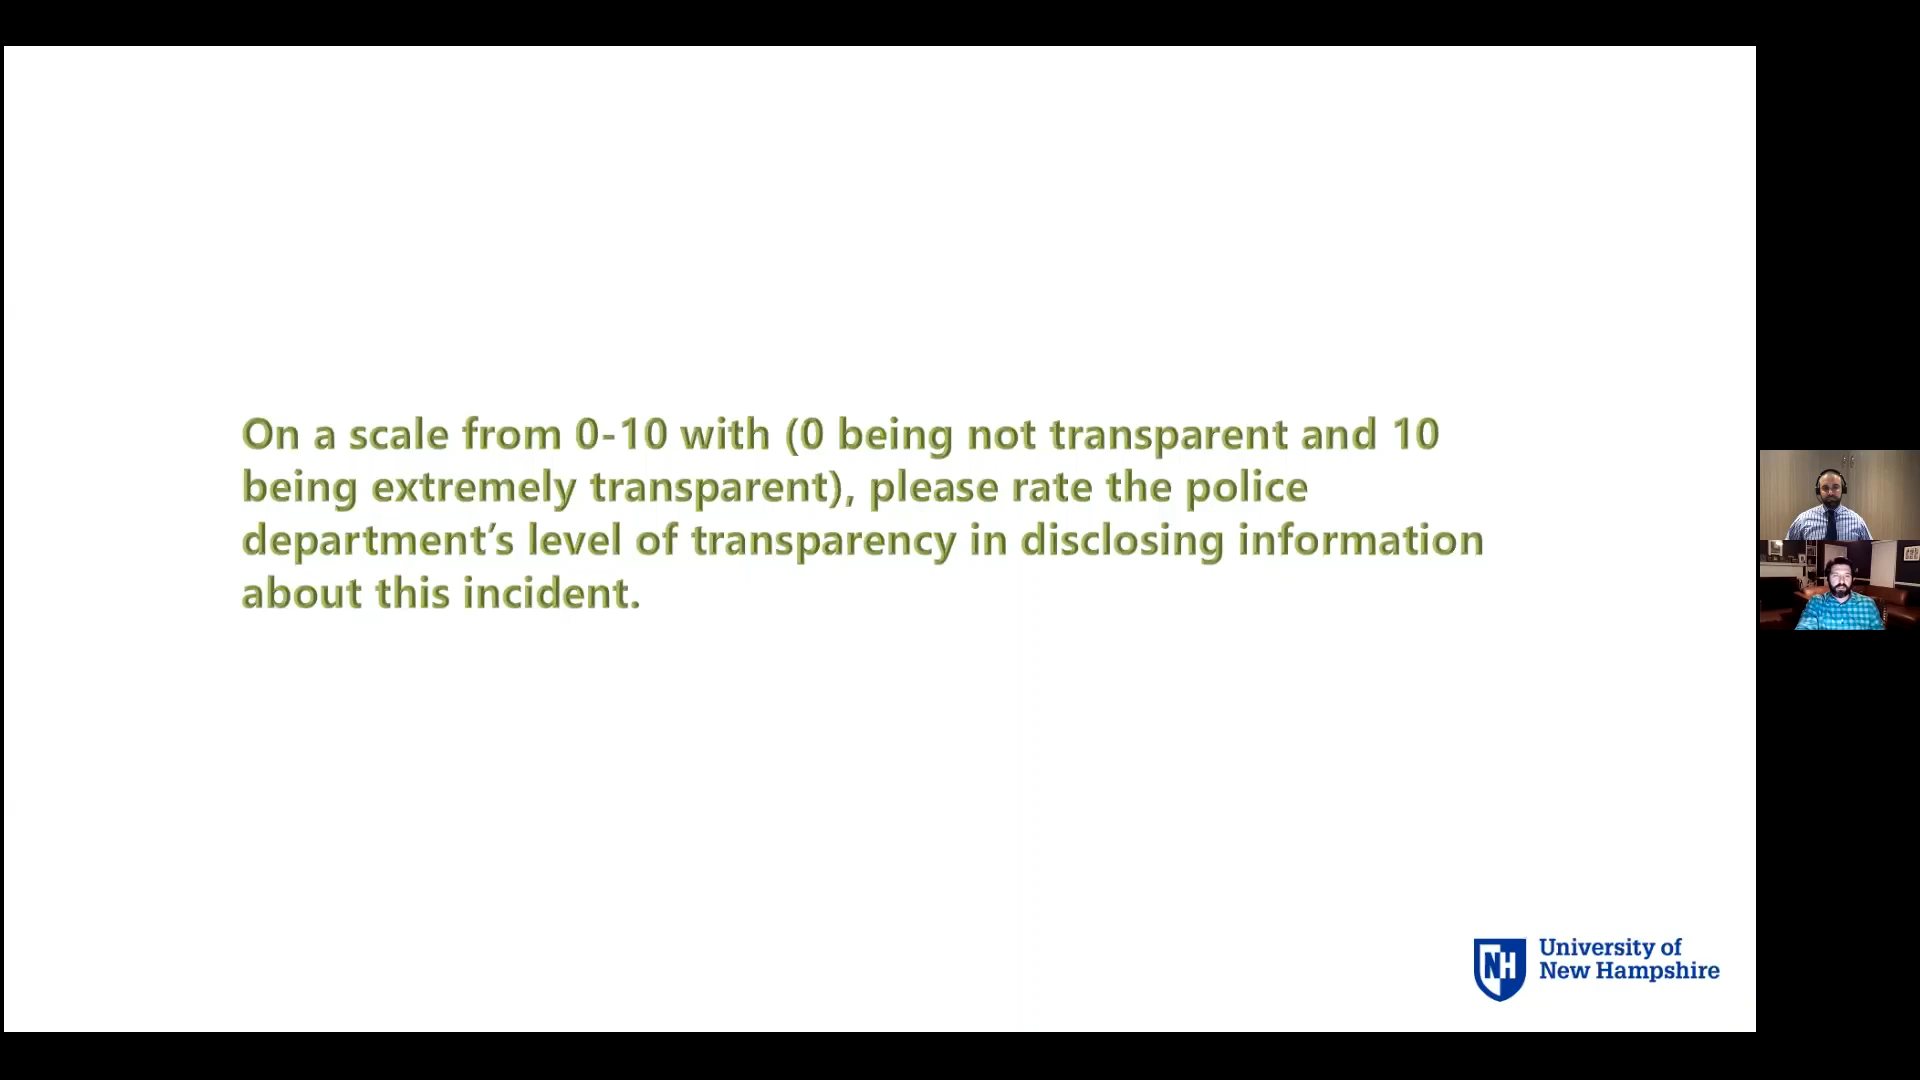 On a scale from 0-10 with (0 being not transparent and 10
being extremely transparent), please rate the police
department’s level of transparency in disclosing information
about this incident.
NH
University of
New Hampshire